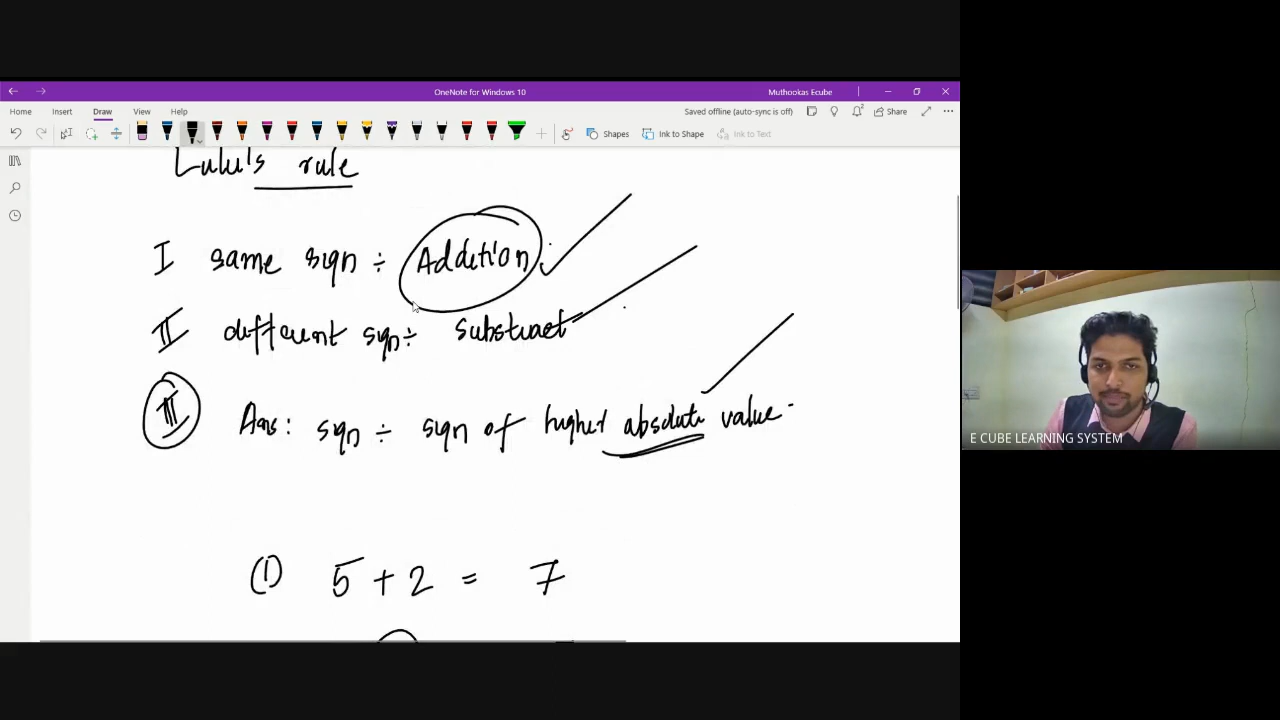 OneNote for Windows 10
Muthookas Ecube
Home Insert Draw View Help
Saved offline (auto-sync is off)
Share
Shapes
Ink to Shape
Ink to Text
Lulu's rule
I same sign ÷ Addition
II different sign ÷ Substract
III Ans: sign ÷ sign of highest absolute value
(1) 5 + 2 = 7
E CUBE LEARNING SYSTEM